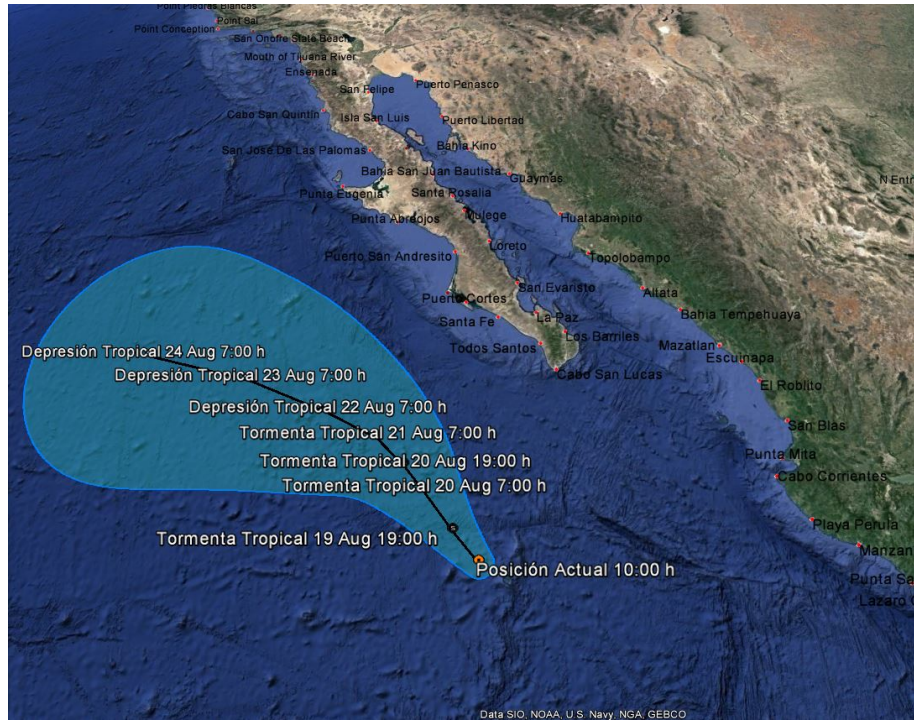 Point Piedras Blancas
Point Sal
Point Conception
San Onofre State Beach
Mouth of Tijuana River
Ensenada
San Felipe
Puerto Penasco
Cabo San Quintín
Isla San Luis
Puerto Libertad
San José De Las Palomas
Bahia Kino
Bahia San Juan Bautista
Guaymas
Punta Eugenia
Santa Rosalia
N Entr
Punta Abreojos
Mulege
Huatabampito
Puerto San Andresito
Loreto
Topolobampo
Puerto Cortes
San Evaristo
Altata
Santa Fe
La Paz
Bahia Tempehuaya
Todos Santos
Los Barriles
Mazatlan
Escuinapa
Cabo San Lucas
El Roblito
Depresión Tropical 24 Aug 7:00 h
Depresión Tropical 23 Aug 7:00 h
Depresión Tropical 22 Aug 7:00 h
San Blas
Tormenta Tropical 21 Aug 7:00 h
Punta Mita
Tormenta Tropical 20 Aug 19:00 h
Cabo Corrientes
Tormenta Tropical 20 Aug 7:00 h
Playa Perula
Tormenta Tropical 19 Aug 19:00 h
S
Manzan
Posición Actual 10:00 h
Punta Sa
Lazaro C
Data SIO, NOAA, U.S. Navy, NGA, GEBCO